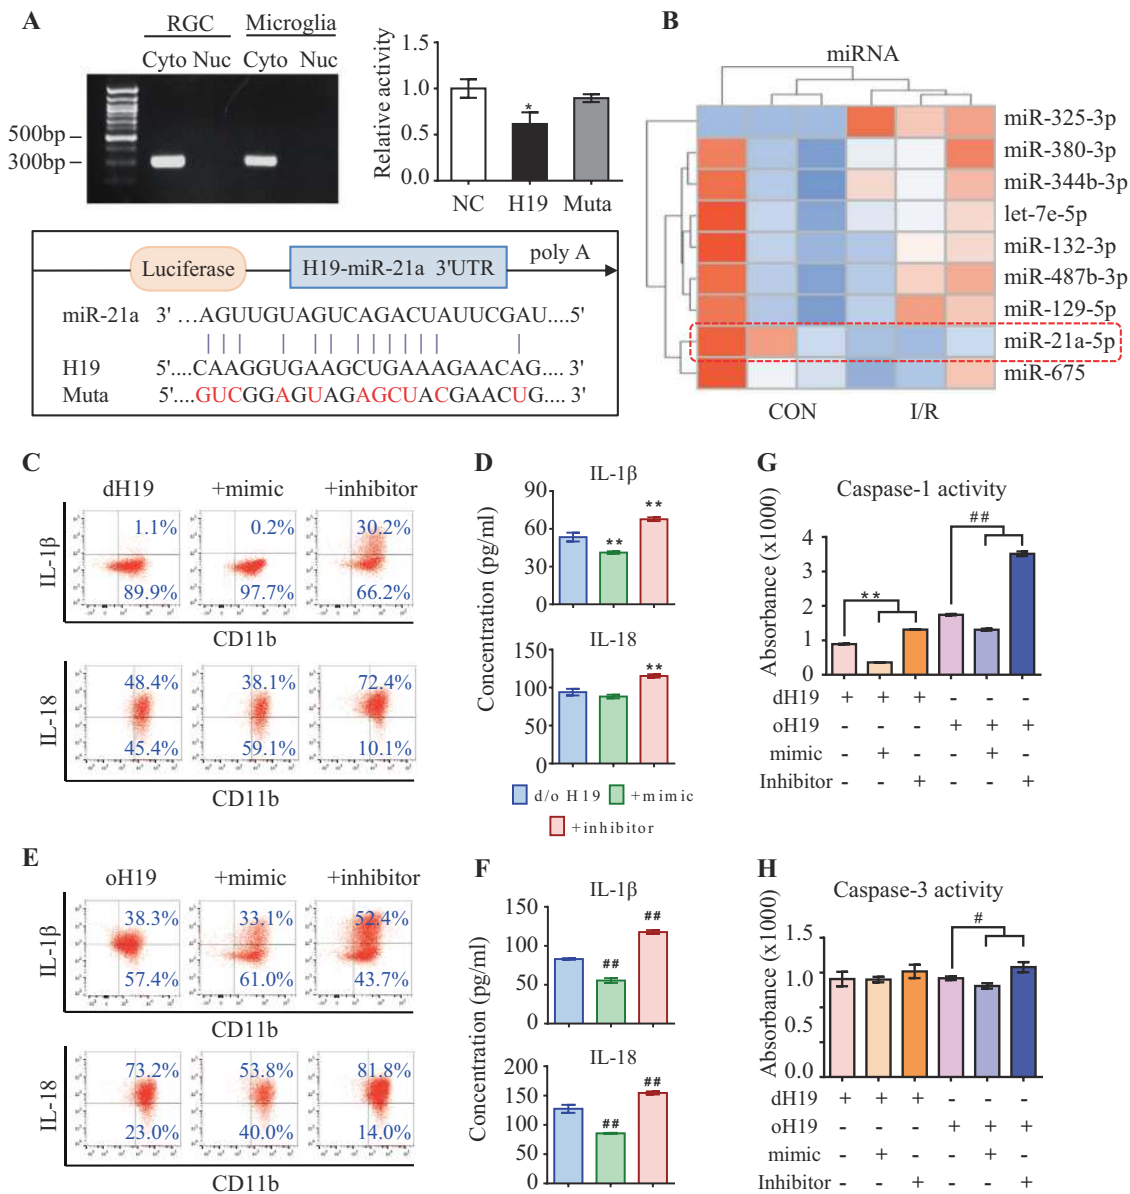 A
RGC Microglia
Cyto Nuc Cyto Nuc
500bp
300bp
Relative activity
1.5
1.0
0.5
0.0
*
NC H19 Muta
Luciferase H19-miR-21a 3'UTR poly A
miR-21a 3' ...AGUUGUAGUCAGACUAUUCGAU....5'
H19 5'....CAAGGUGAAGCUGAAAGAACAG.... 3'
Muta 5'....GUCGGAGUAGAGCUACGAACUG.... 3'
B
miRNA
miR-325-3p
miR-380-3p
miR-344b-3p
let-7e-5p
miR-132-3p
miR-487b-3p
miR-129-5p
miR-21a-5p
miR-675
CON I/R
C
dH19 +mimic +inhibitor
IL-1β
1.1% 0.2% 30.2%
89.9% 97.7% 66.2%
CD11b
IL-18
48.4% 38.1% 72.4%
45.4% 59.1% 10.1%
CD11b
D
Concentration (pg/ml)
IL-1β
90
60
30
0
** **
IL-18
150
100
50
0
**
d/o H19 +mimic
+inhibitor
G
Caspase-1 activity
Absorbance (x1000)
4
3
2
1
0
** ##
dH19 + + + - - -
oH19 - - - + + +
mimic - + - - + -
Inhibitor - - + - - +
E
oH19 +mimic +inhibitor
IL-1β
38.3% 33.1% 52.4%
57.4% 61.0% 43.7%
CD11b
IL-18
73.2% 53.8% 81.8%
23.0% 40.0% 14.0%
CD11b
F
Concentration (pg/ml)
IL-1β
150
100
50
0
## ##
IL-18
200
150
100
50
0
## ##
H
Caspase-3 activity
Absorbance (x1000)
1.5
1.0
0.5
0.0
#
dH19 + + + - - -
oH19 - - - + + +
mimic - + - - + -
Inhibitor - - + - - +